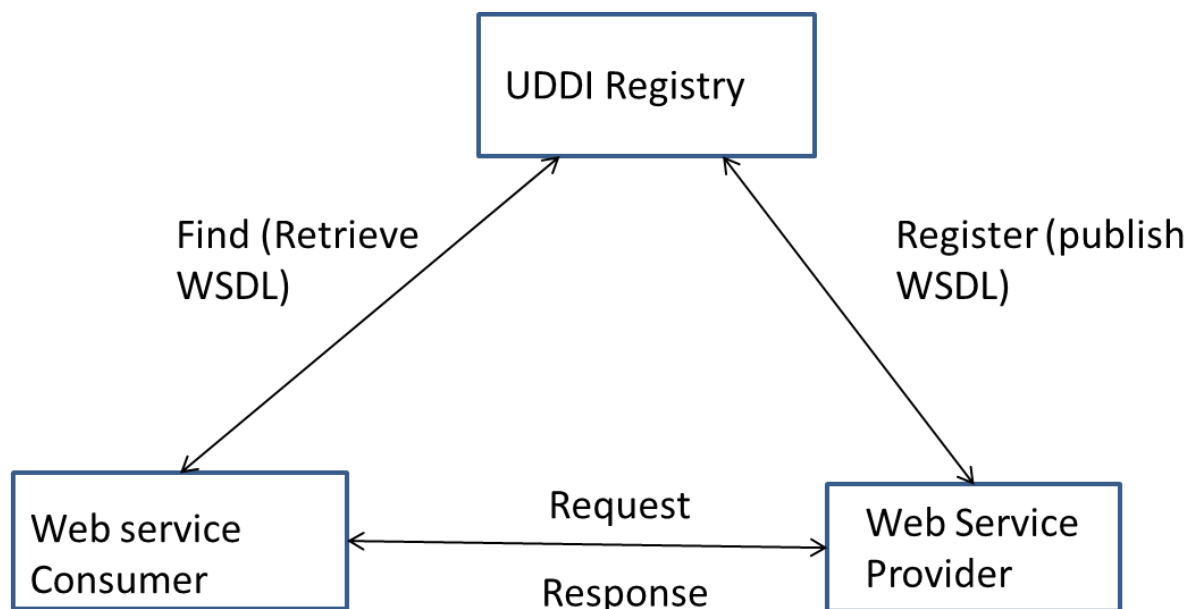 UDDI Registry
Find (Retrieve
WSDL)
Register (publish
WSDL)
Request
Web service
Consumer
Web Service
Provider
Response